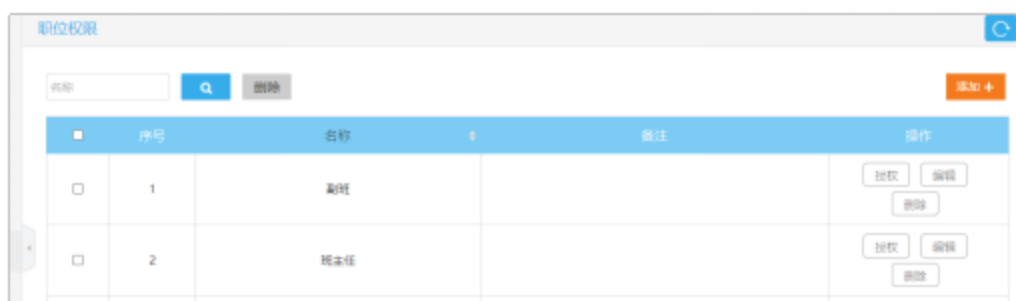 职位权限
名称 删除 添加 +
序号 名称 备注 操作
1 副班 授权 编辑
删除
2 班主任 授权 编辑
删除